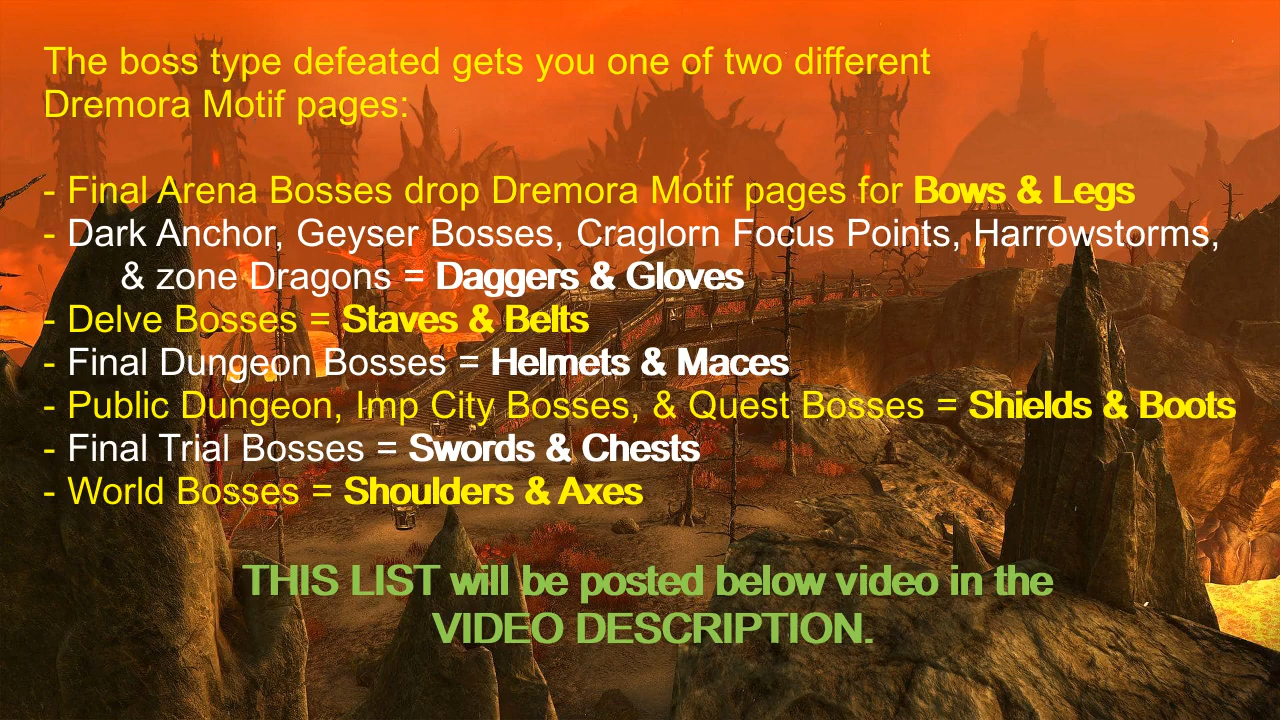 The boss type defeated gets you one of two different
Dremora Motif pages:
- Final Arena Bosses drop Dremora Motif pages for Bows & Legs
- Dark Anchor, Geyser Bosses, Craglorn Focus Points, Harrowstorms,
& zone Dragons = Daggers & Gloves
- Delve Bosses = Staves & Belts
- Final Dungeon Bosses = Helmets & Maces
- Public Dungeon, Imp City Bosses, & Quest Bosses = Shields & Boots
- Final Trial Bosses = Swords & Chests
- World Bosses = Shoulders & Axes
THIS LIST will be posted below video in the
VIDEO DESCRIPTION.